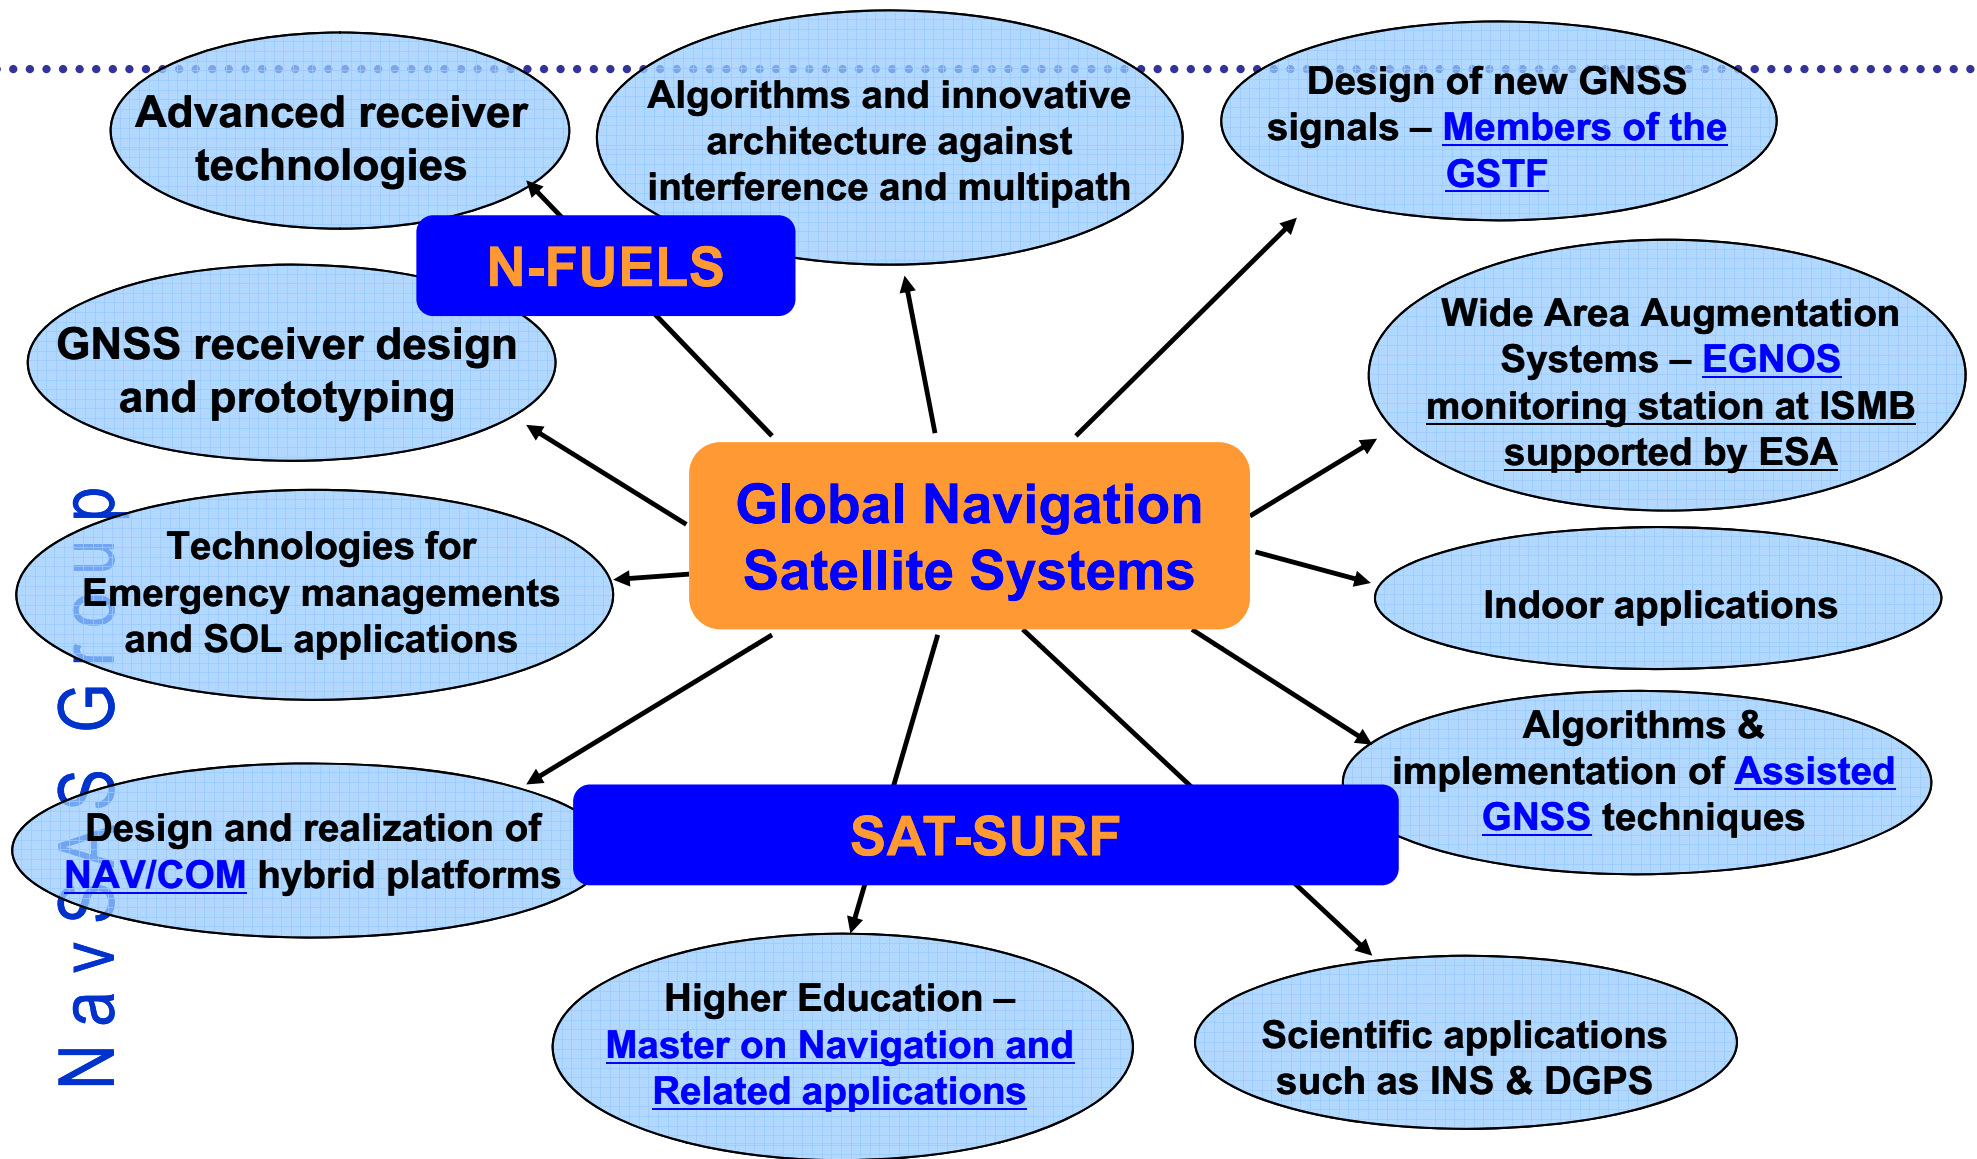 Advanced receiver
technologies
Algorithms and innovative
architecture against
interference and multipath
Design of new GNSS
signals – Members of the
GSTF
N-FUELS
GNSS receiver design
and prototyping
Wide Area Augmentation
Systems – EGNOS
monitoring station at ISMB
supported by ESA
Global Navigation
Satellite Systems
Technologies for
Emergency managements
and SOL applications
Indoor applications
Algorithms &
implementation of Assisted
GNSS techniques
Design and realization of
NAV/COM hybrid platforms
SAT-SURF
Higher Education –
Master on Navigation and
Related applications
Scientific applications
such as INS & DGPS
NavSAS Group